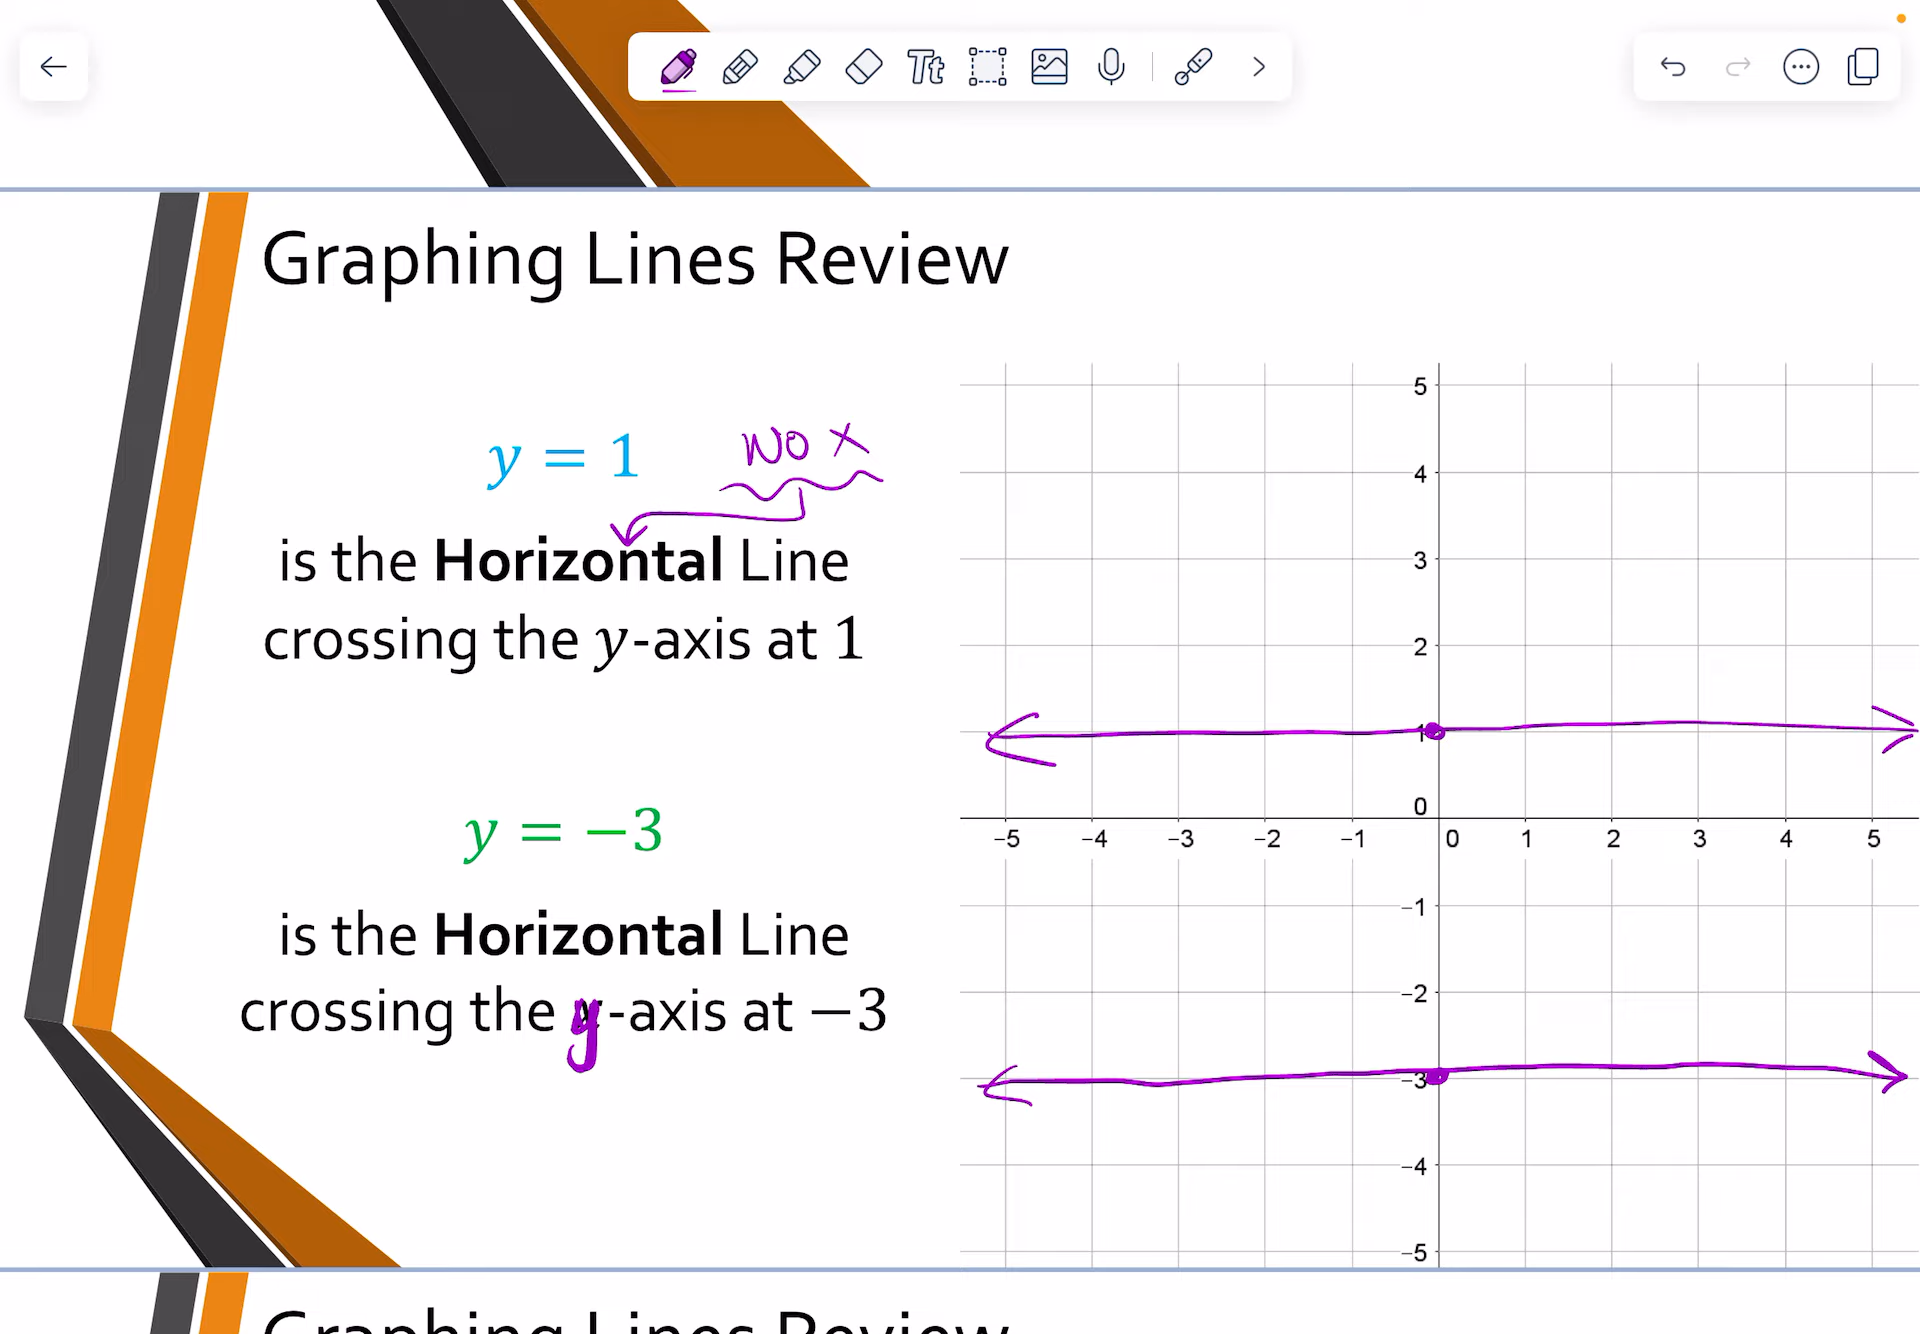 Tt
Graphing Lines Review
y = 1
NO X
is the Horizontal Line
crossing the y-axis at 1
y = −3
is the Horizontal Line
crossing the y-axis at −3
5
4
3
2
1
0
−5 −4 −3 −2 −1 0 1 2 3 4 5
−1
−2
−3
−4
−5
Graphing Lines Review